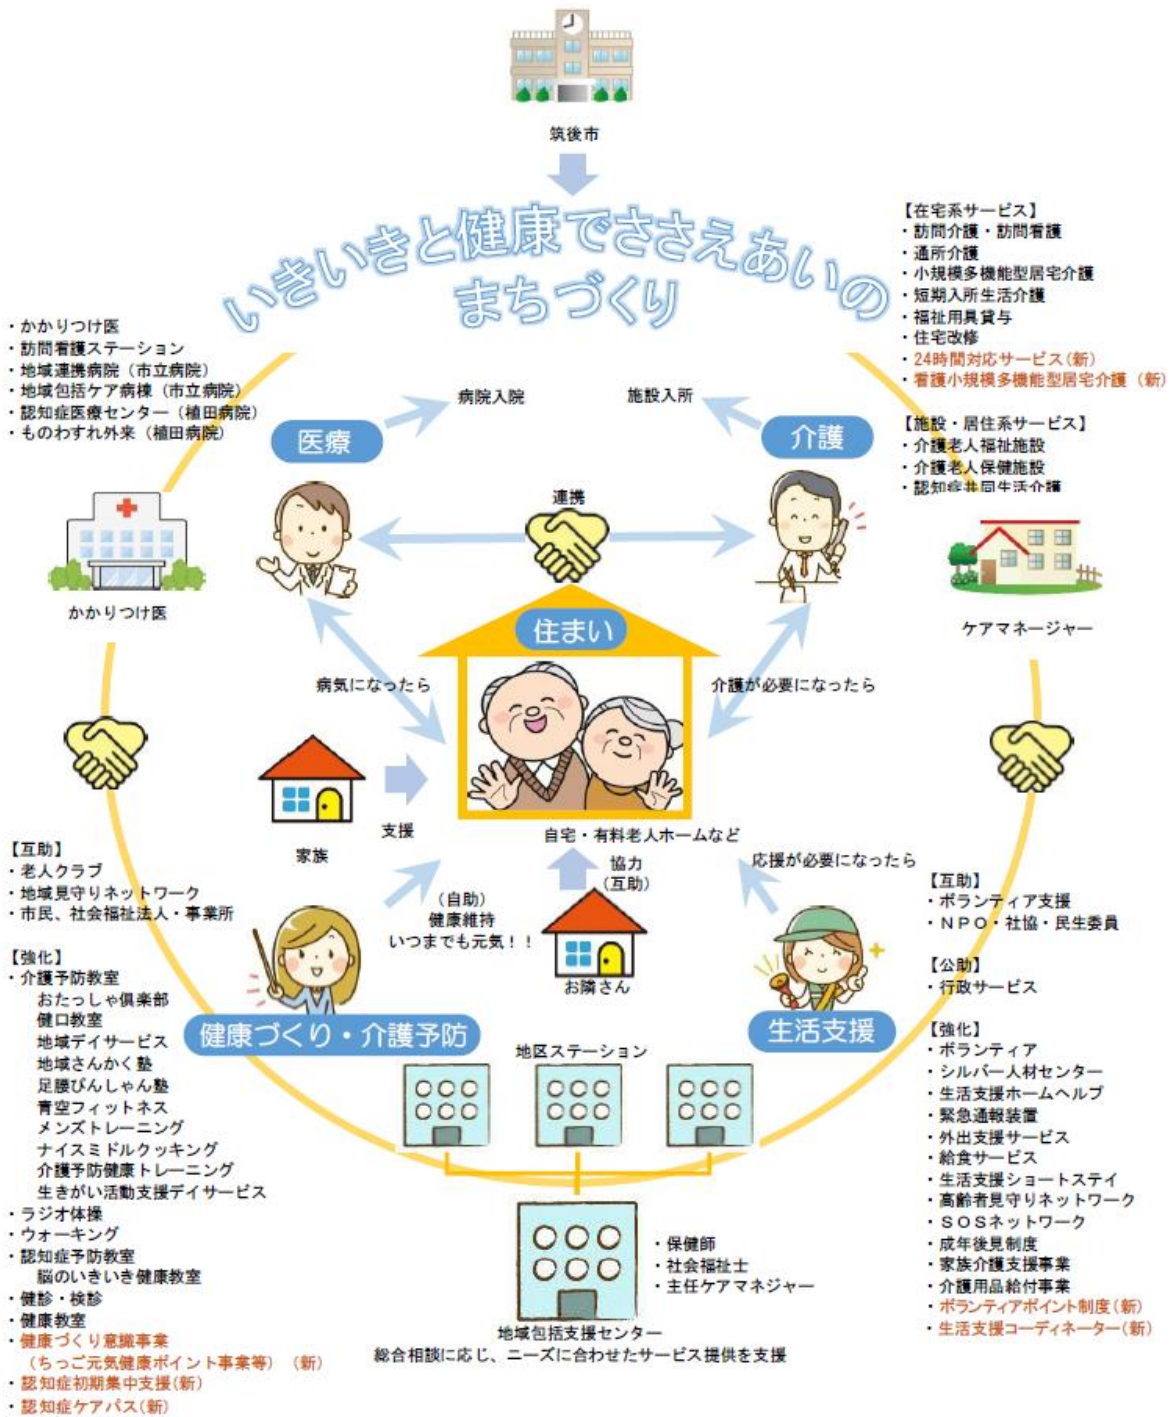 筑後市
いきいきと健康でささえあいの
まちづくり
【在宅系サービス】
・訪問介護・訪問看護
・通所介護
・小規模多機能型居宅介護
・短期入所生活介護
・福祉用具貸与
・住宅改修
・24時間対応サービス(新)
・看護小規模多機能型居宅介護（新）
【施設・居住系サービス】
・介護老人福祉施設
・介護老人保健施設
・認知症共同生活介護
・かかりつけ医
・訪問看護ステーション
・地域連携病院（市立病院）
・地域包括ケア病棟（市立病院）
・認知症医療センター（植田病院）
・ものわすれ外来（植田病院）
病院入院
施設入所
医療
介護
連携
かかりつけ医
ケアマネージャー
住まい
病気になったら
介護が必要になったら
支援
家族
自宅・有料老人ホームなど
協力
（互助）
応援が必要になったら
（自助）
健康維持
いつまでも元気！！
お隣さん
【互助】
・老人クラブ
・地域見守りネットワーク
・市民、社会福祉法人・事業所
【強化】
・介護予防教室
おたっしゃ倶楽部
健口教室
地域デイサービス
地域さんかく塾
足腰ぴんしゃん塾
青空フィットネス
メンズトレーニング
ナイスミドルクッキング
介護予防健康トレーニング
生きがい活動支援デイサービス
・ラジオ体操
・ウォーキング
・認知症予防教室
脳のいきいき健康教室
・健診・検診
・健康教室
・健康づくり意識事業
（ちっご元気健康ポイント事業等）（新）
・認知症初期集中支援(新)
・認知症ケアパス(新)
健康づくり・介護予防
生活支援
地区ステーション
【互助】
・ボランティア支援
・ＮＰＯ・社協・民生委員
【公助】
・行政サービス
【強化】
・ボランティア
・シルバー人材センター
・生活支援ホームヘルプ
・緊急通報装置
・外出支援サービス
・給食サービス
・生活支援ショートステイ
・高齢者見守りネットワーク
・ＳＯＳネットワーク
・成年後見制度
・家族介護支援事業
・介護用品給付事業
・ボランティアポイント制度(新)
・生活支援コーディネーター(新)
・保健師
・社会福祉士
・主任ケアマネジャー
地域包括支援センター
総合相談に応じ、ニーズに合わせたサービス提供を支援